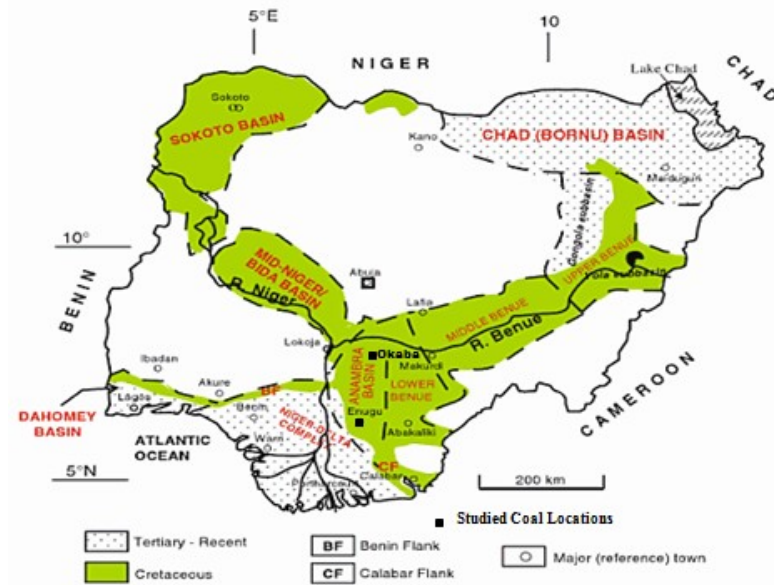 5°E
10
NIGER
CHAD
Lake Chad
Sokoto
SOKOTO BASIN
Kano
CHAD (BORNU) BASIN
Maiduguri
Gongola subbasin
10°
MID-NIGER/
BIDA BASIN
R. Niger
Abuja
UPPER BENUE
Yola subbasin
BENIN
Lafia
MIDDLE BENUE
R. Benue
Lokoja
Okaba
Makurdi
Ibadan
Akure
BF
ANAMBRA
BASIN
LOWER
BENUE
CAMEROON
Lagos
Benin
Enugu
DAHOMEY
BASIN
NIGER-DELTA
COMPLEX
Abakaliki
ATLANTIC
OCEAN
Warri
5°N
CF
Calabar
Portharcourt
200 km
Studied Coal Locations
Tertiary - Recent
BF
Benin Flank
Major (reference) town
Cretaceous
CF
Calabar Flank